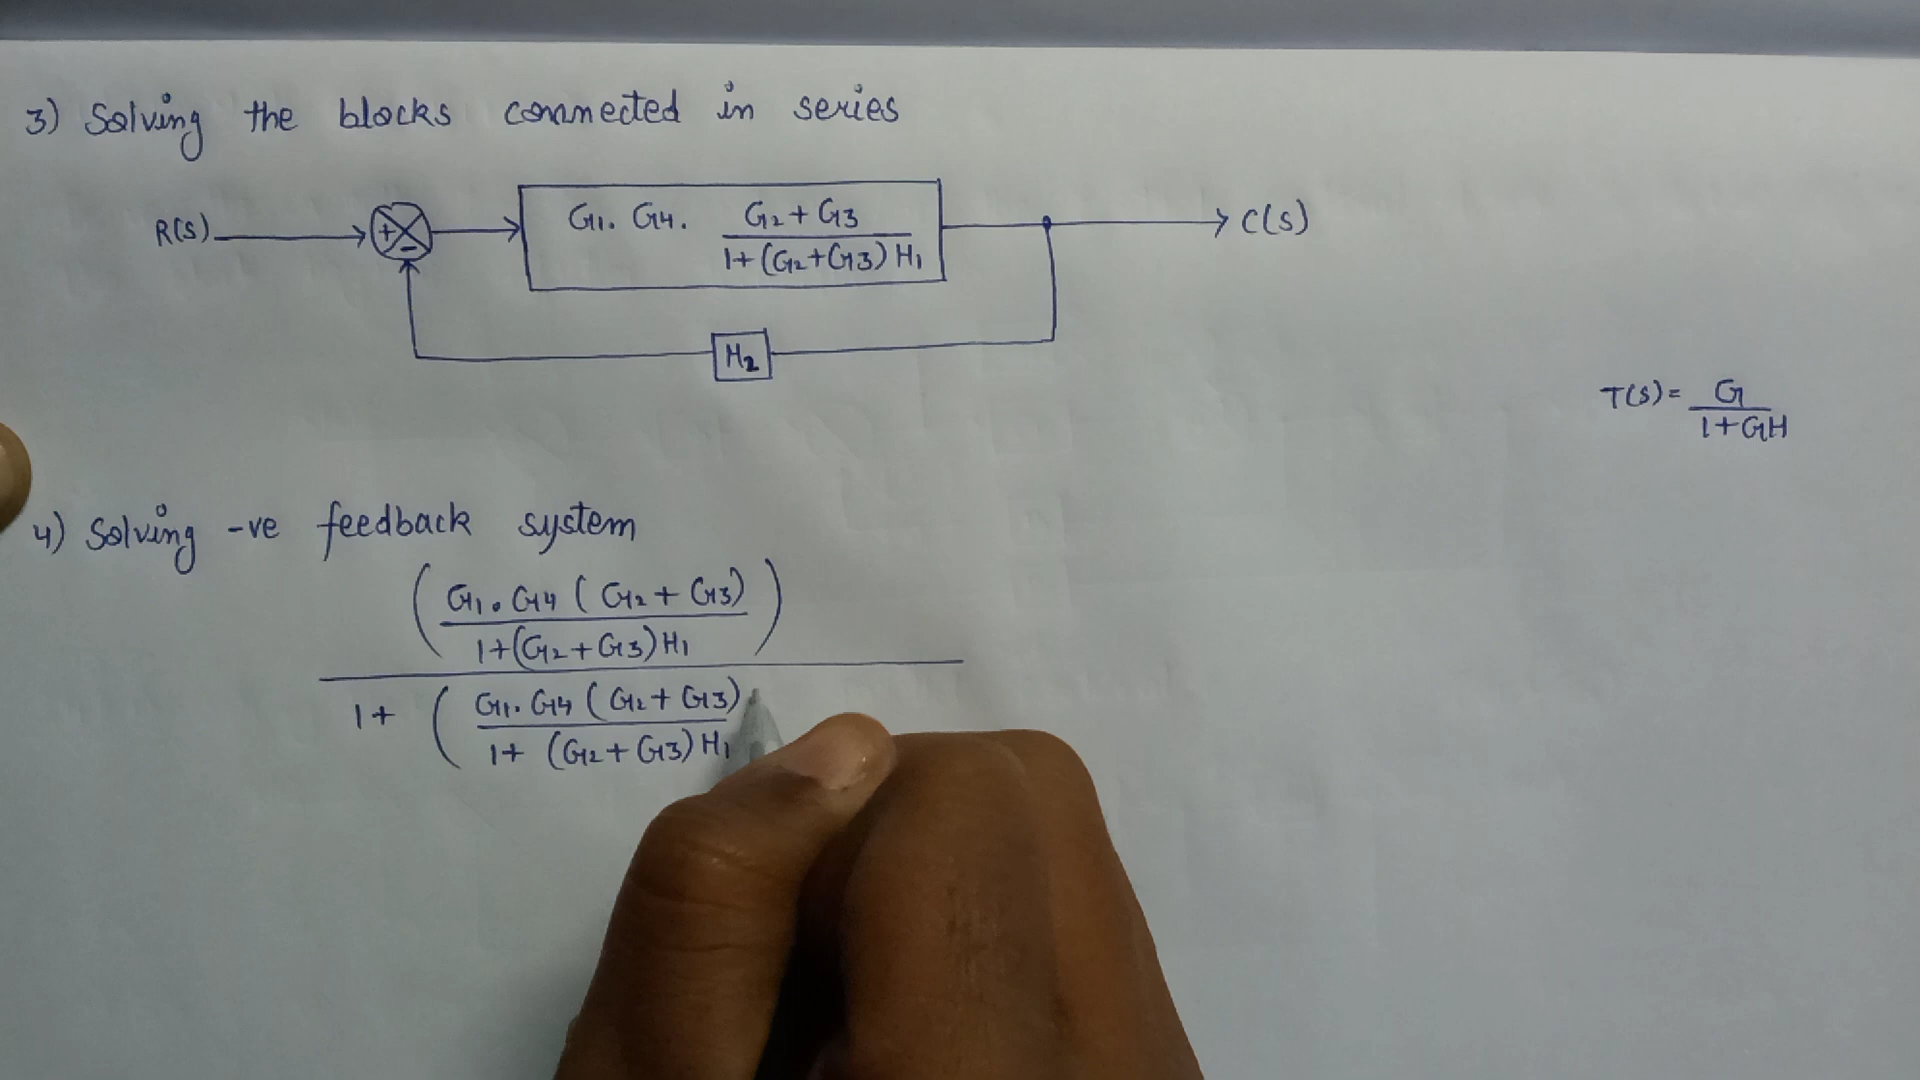 3) Solving the blocks connected in series
R(S) + - G1. G4. G2+G3 / 1+(G2+G3)H1 C(S)
H2
T(S)= G / 1+GH
4) Solving -ve feedback system
( G1.G4 ( G2+ G3) / 1+(G2+G3)H1 )
1+ ( G1.G4 ( G2+ G3) / 1+ (G2+G3)H1